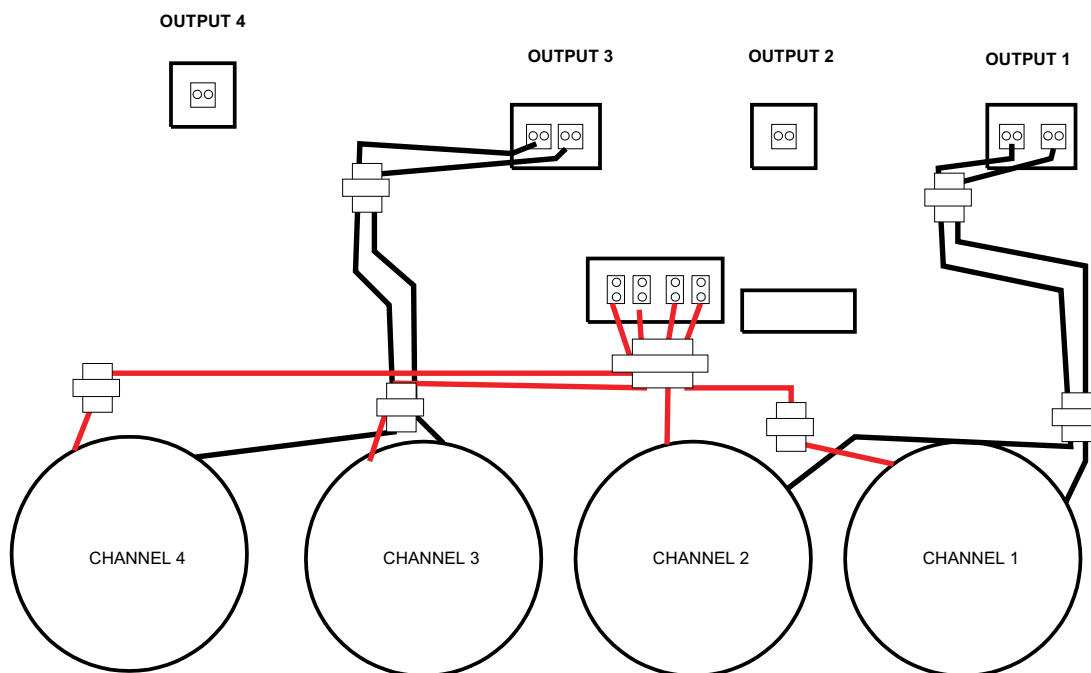 OUTPUT 4
OUTPUT 3
OUTPUT 2
OUTPUT 1
CHANNEL 4
CHANNEL 3
CHANNEL 2
CHANNEL 1